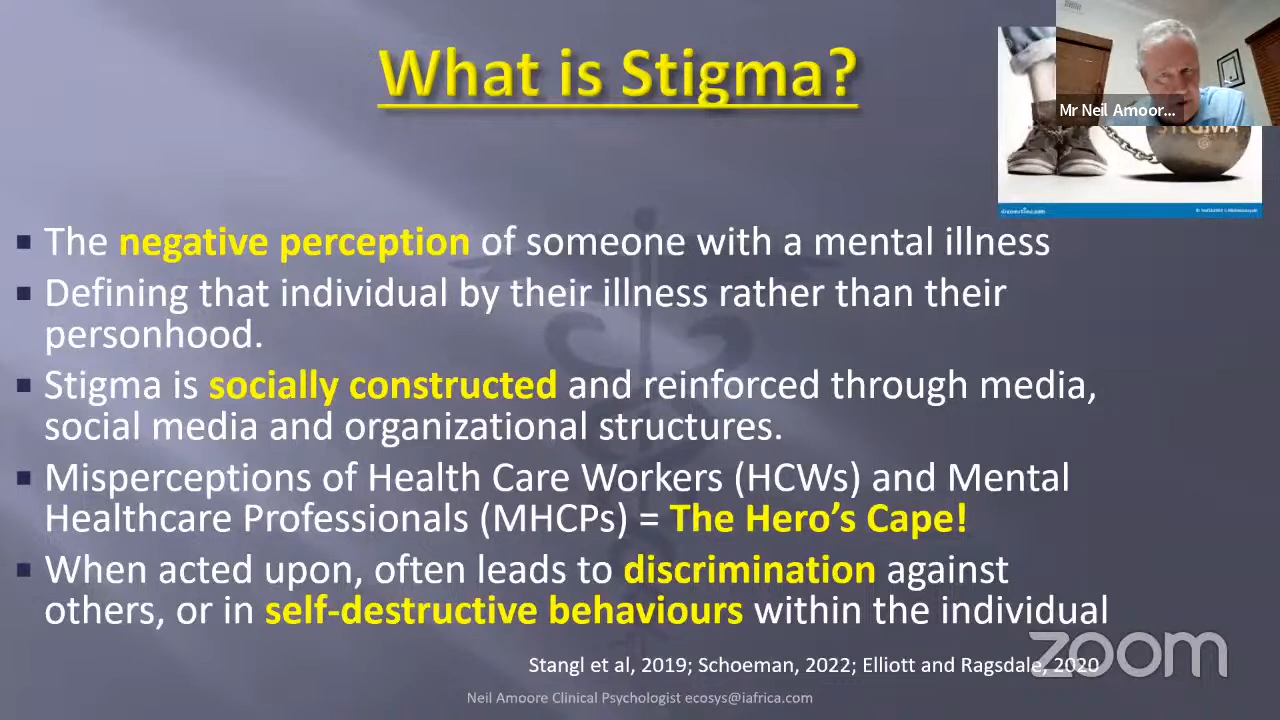 What is Stigma?
Mr Neil Amoor...
STIGMA
▪ The negative perception of someone with a mental illness
▪ Defining that individual by their illness rather than their
personhood.
▪ Stigma is socially constructed and reinforced through media,
social media and organizational structures.
▪ Misperceptions of Health Care Workers (HCWs) and Mental
Healthcare Professionals (MHCPs) = The Hero’s Cape!
▪ When acted upon, often leads to discrimination against
others, or in self-destructive behaviours within the individual
zoom
Stangl et al, 2019; Schoeman, 2022; Elliott and Ragsdale, 2020
Neil Amoore Clinical Psychologist ecosys@iafrica.com